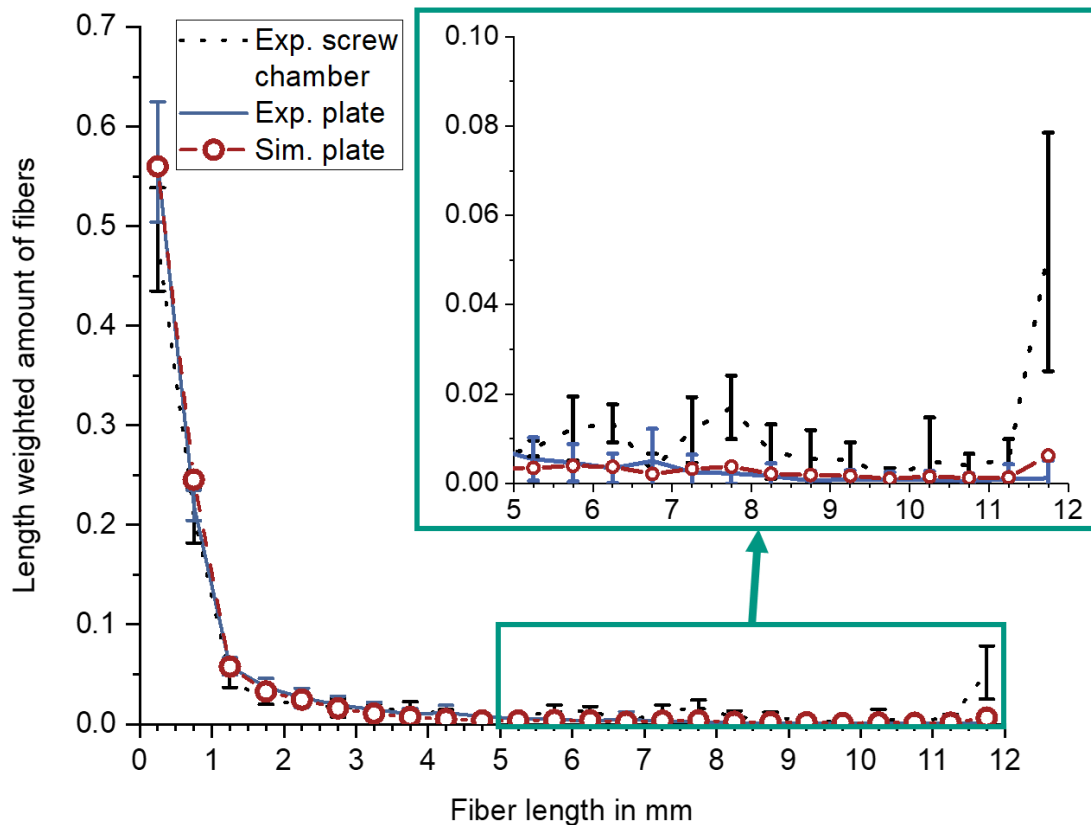 Length weighted amount of fibers
0.7
0.6
0.5
0.4
0.3
0.2
0.1
0.0
Exp. screw
chamber
Exp. plate
Sim. plate
0.10
0.08
0.06
0.04
0.02
0.00
5 6 7 8 9 10 11 12
0 1 2 3 4 5 6 7 8 9 10 11 12
Fiber length in mm